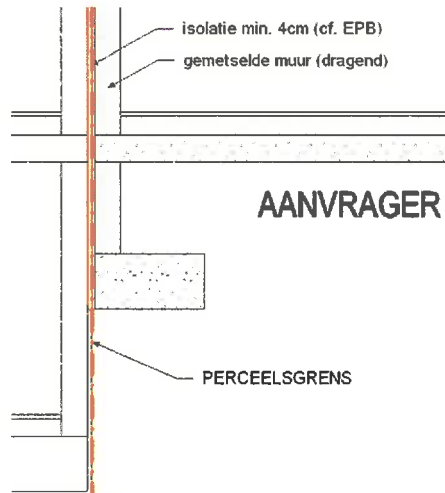 isolatie min. 4cm (cf. EPB)
gemetselde muur (dragend)
AANVRAGER
PERCEELSGRENS